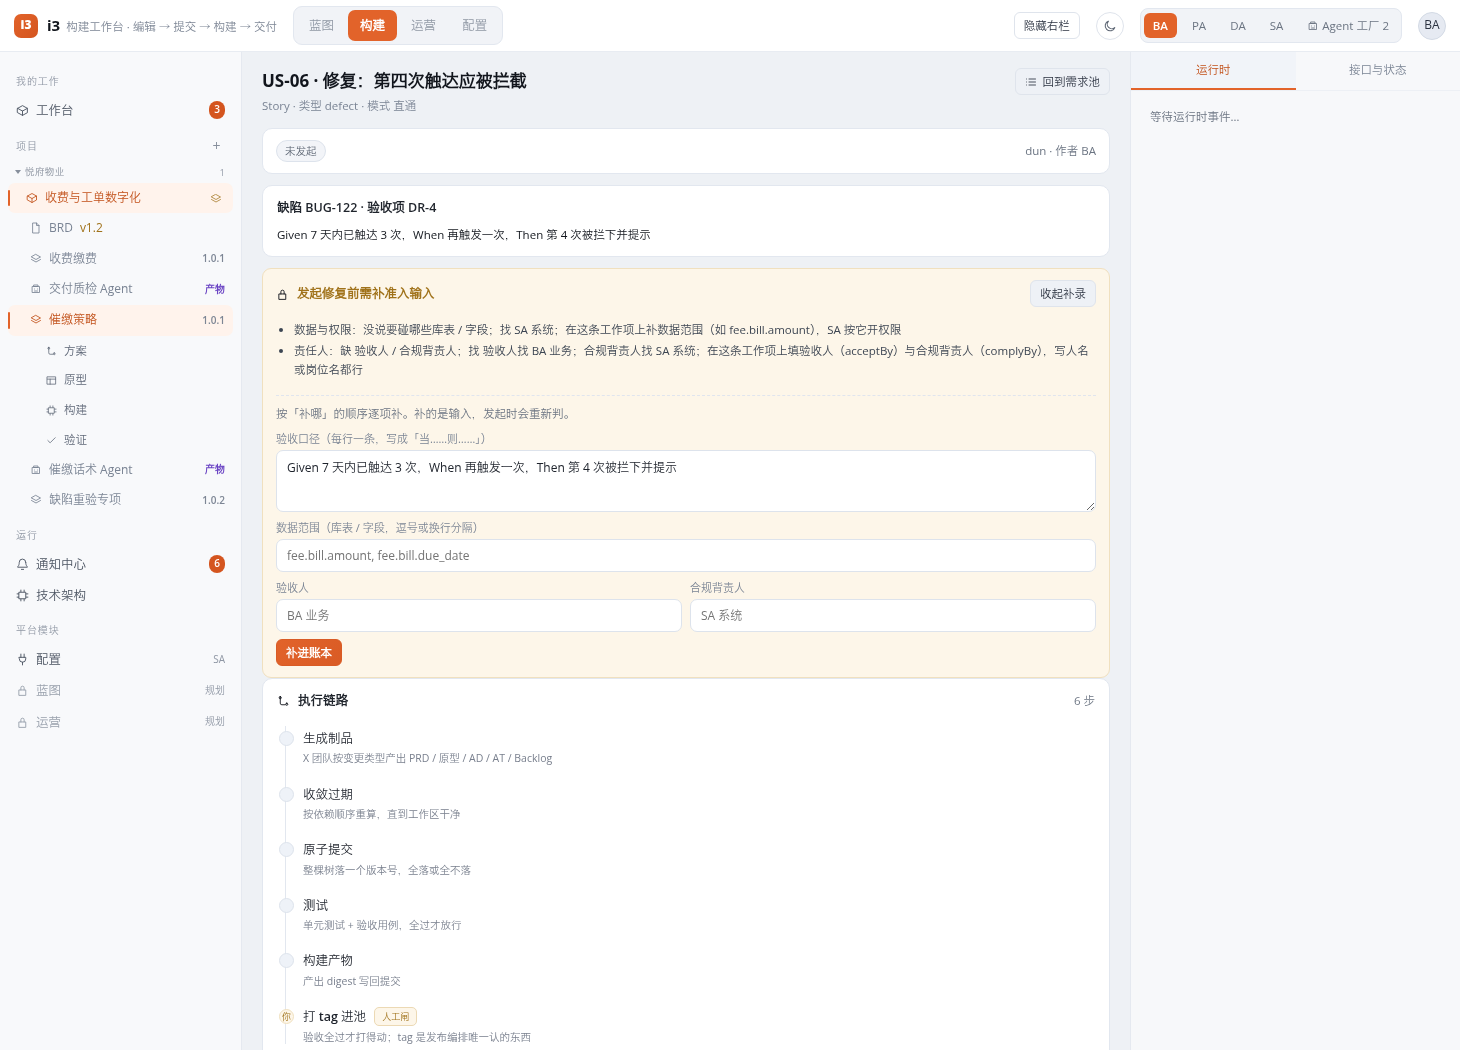 i3 i3 构建工作台 · 编辑 → 提交 → 构建 → 交付 蓝图 构建 运营 配置 隐藏右栏 BA PA DA SA Agent 工厂 2 BA
我的工作
工作台 3
项目 +
悦府物业 1
收费与工单数字化
BRD v1.2
收费缴费 1.0.1
交付质检 Agent 产物
催缴策略 1.0.1
方案
原型
构建
验证
催缴话术 Agent 产物
缺陷重验专项 1.0.2
运行
通知中心 6
技术架构
平台模块
配置 SA
蓝图 规划
运营 规划
US-06 · 修复：第四次触达应被拦截 回到需求池
Story · 类型 defect · 模式 直通
未发起 dun · 作者 BA
缺陷 BUG-122 · 验收项 DR-4
Given 7 天内已触达 3 次，When 再触发一次，Then 第 4 次被拦下并提示
发起修复前需补准入输入 收起补录
• 数据与权限：没说要碰哪些库表 / 字段；找 SA 系统；在这条工作项上补数据范围（如 fee.bill.amount），SA 按它开权限
• 责任人：缺 验收人 / 合规背责人；找 验收人找 BA 业务；合规背责人找 SA 系统；在这条工作项上填验收人（acceptBy）与合规背责人（complyBy），写人名
或岗位名都行
按「补哪」的顺序逐项补。补的是输入，发起时会重新判。
验收口径（每行一条，写成「当……则……」）
Given 7 天内已触达 3 次，When 再触发一次，Then 第 4 次被拦下并提示
数据范围（库表 / 字段，逗号或换行分隔）
fee.bill.amount, fee.bill.due_date
验收人 合规背责人
BA 业务 SA 系统
补进账本
执行链路 6 步
生成制品
X 团队按变更类型产出 PRD / 原型 / AD / AT / Backlog
收敛过期
按依赖顺序重算，直到工作区干净
原子提交
整棵树落一个版本号，全落或全不落
测试
单元测试 + 验收用例，全过才放行
构建产物
产出 digest 写回提交
你 打 tag 进池 人工闸
验收全过才打得动；tag 是发布编排唯一认的东西
运行时 接口与状态
等待运行时事件...